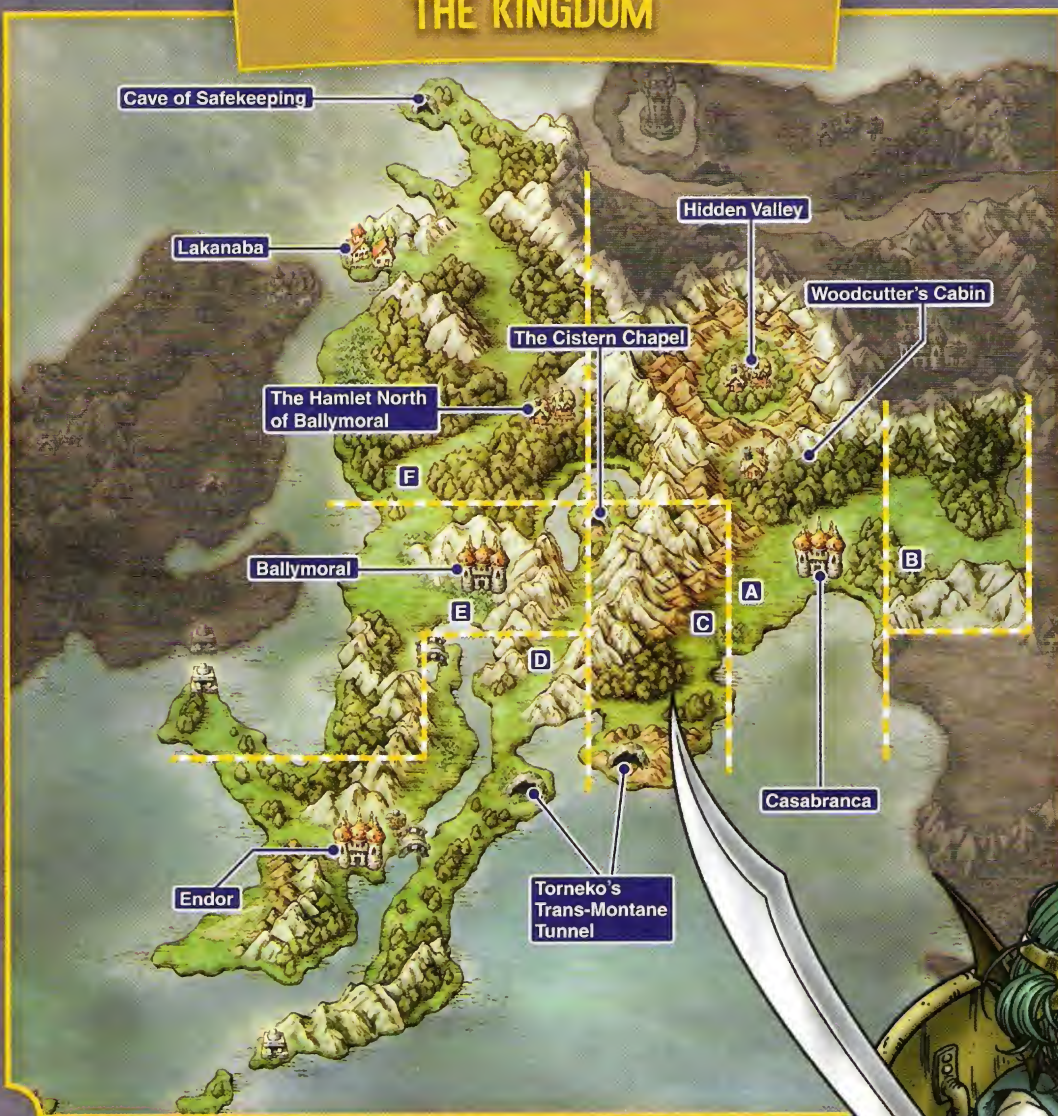 THE KINGDOM
Cave of Safekeeping
Hidden Valley
Lakanaba
Woodcutter's Cabin
The Cistern Chapel
The Hamlet North
of Ballymoral
F
Ballymoral
B
A
E
C
D
Casabranca
Endor
Torneko's
Trans-Montane
Tunnel